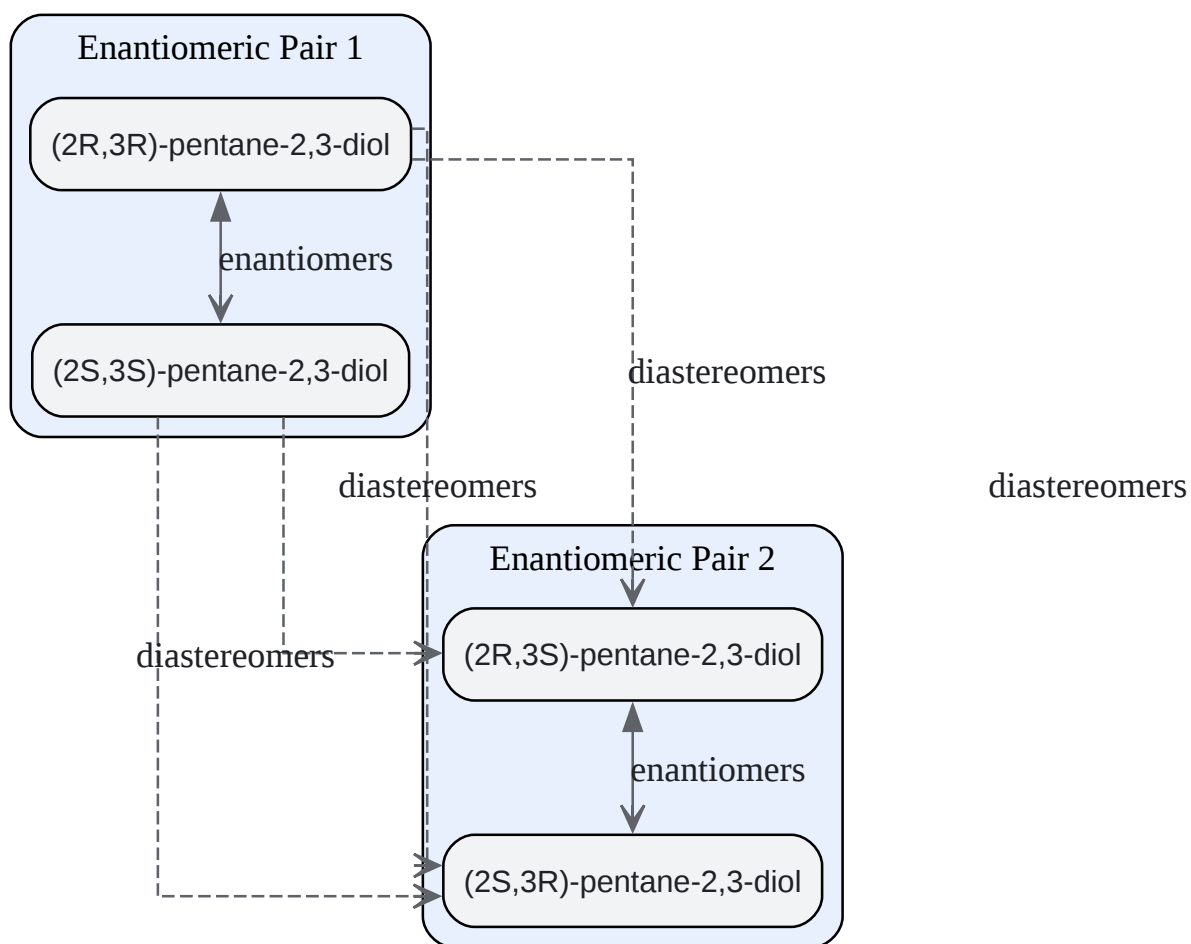 Enantiomeric Pair 1
(2R,3R)-pentane-2,3-diol
enantiomers
(2S,3S)-pentane-2,3-diol
diastereomers
diastereomers
diastereomers
Enantiomeric Pair 2
(2R,3S)-pentane-2,3-diol
diastereomers
enantiomers
(2S,3R)-pentane-2,3-diol